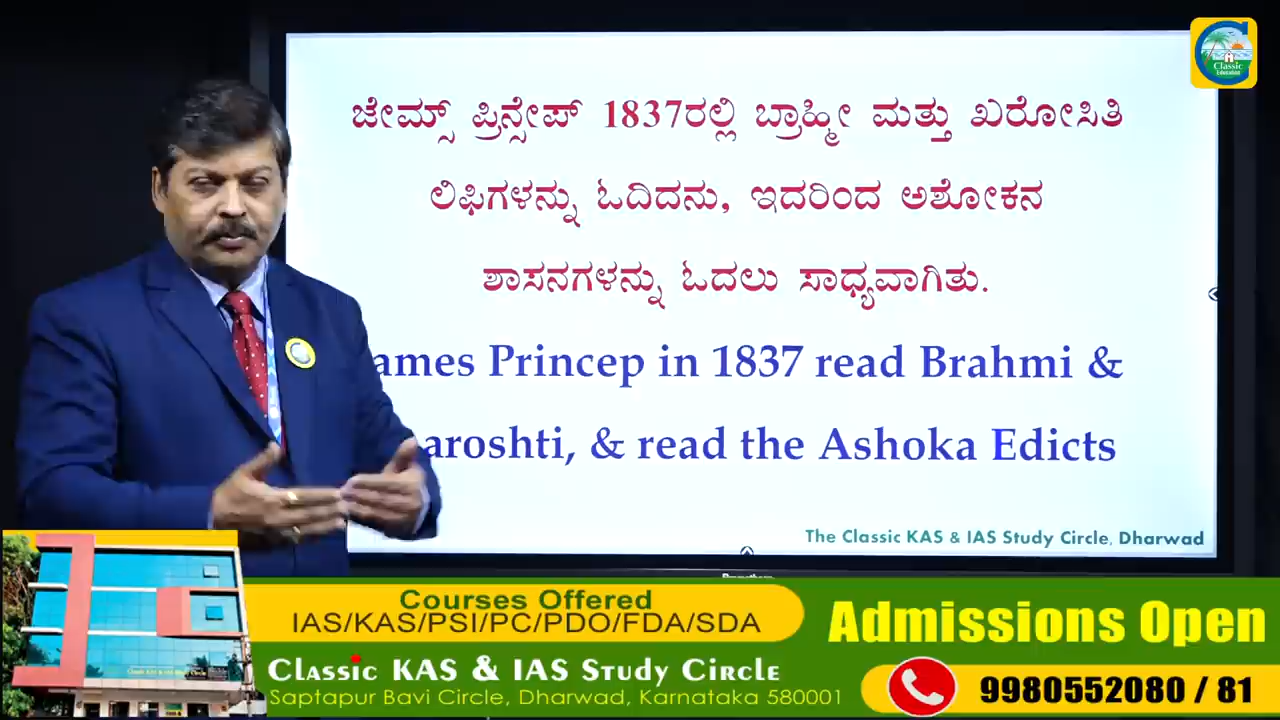 Classic
Education
ಜೇಮ್ಸ್ ಪ್ರಿನ್ಸೇಪ್ 1837ರಲ್ಲಿ ಬ್ರಾಹ್ಮೀ ಮತ್ತು ಖರೋಸಿತಿ
ಲಿಫಿಗಳನ್ನು ಓದಿದನು, ಇದರಿಂದ ಅಶೋಕನ
ಶಾಸನಗಳನ್ನು ಓದಲು ಸಾಧ್ಯವಾಗಿತು.
ames Princep in 1837 read Brahmi &
aroshti, & read the Ashoka Edicts
The Classic KAS & IAS Study Circle, Dharwad
Courses Offered
IAS/KAS/PSI/PC/PDO/FDA/SDA
Admissions Open
Classic KAS & IAS Study Circle
Saptapur Bavi Circle, Dharwad, Karnataka 580001
9980552080 / 81